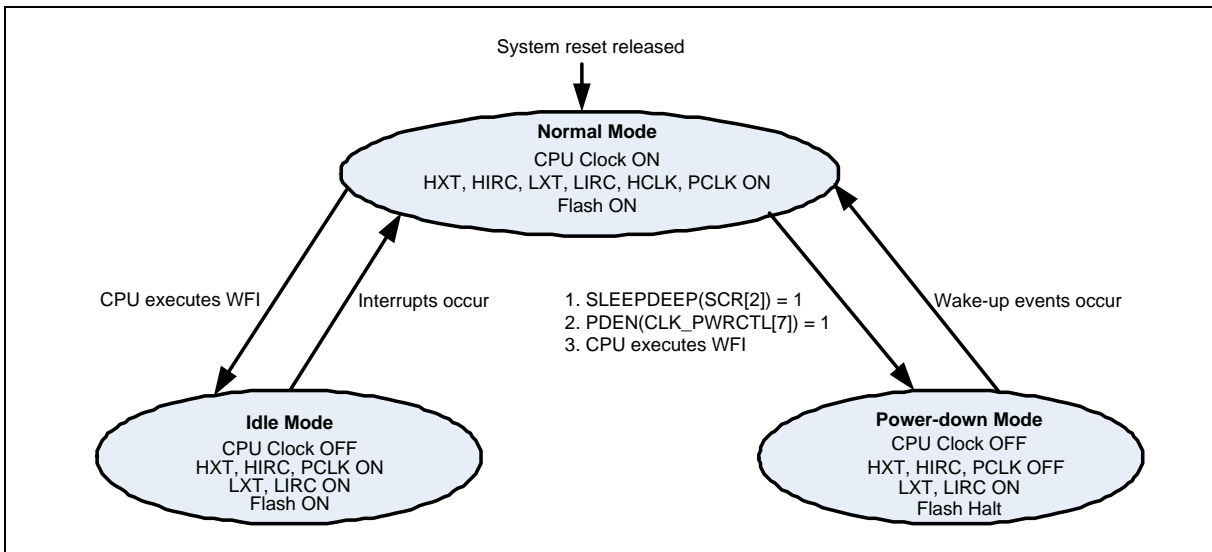 System reset released
Normal Mode
CPU Clock ON
HXT, HIRC, LXT, LIRC, HCLK, PCLK ON
Flash ON
CPU executes WFI
Interrupts occur
1. SLEEPDEEP(SCR[2]) = 1
2. PDEN(CLK_PWRCTL[7]) = 1
3. CPU executes WFI
Wake-up events occur
Idle Mode
CPU Clock OFF
HXT, HIRC, PCLK ON
LXT, LIRC ON
Flash ON
Power-down Mode
CPU Clock OFF
HXT, HIRC, PCLK OFF
LXT, LIRC ON
Flash Halt